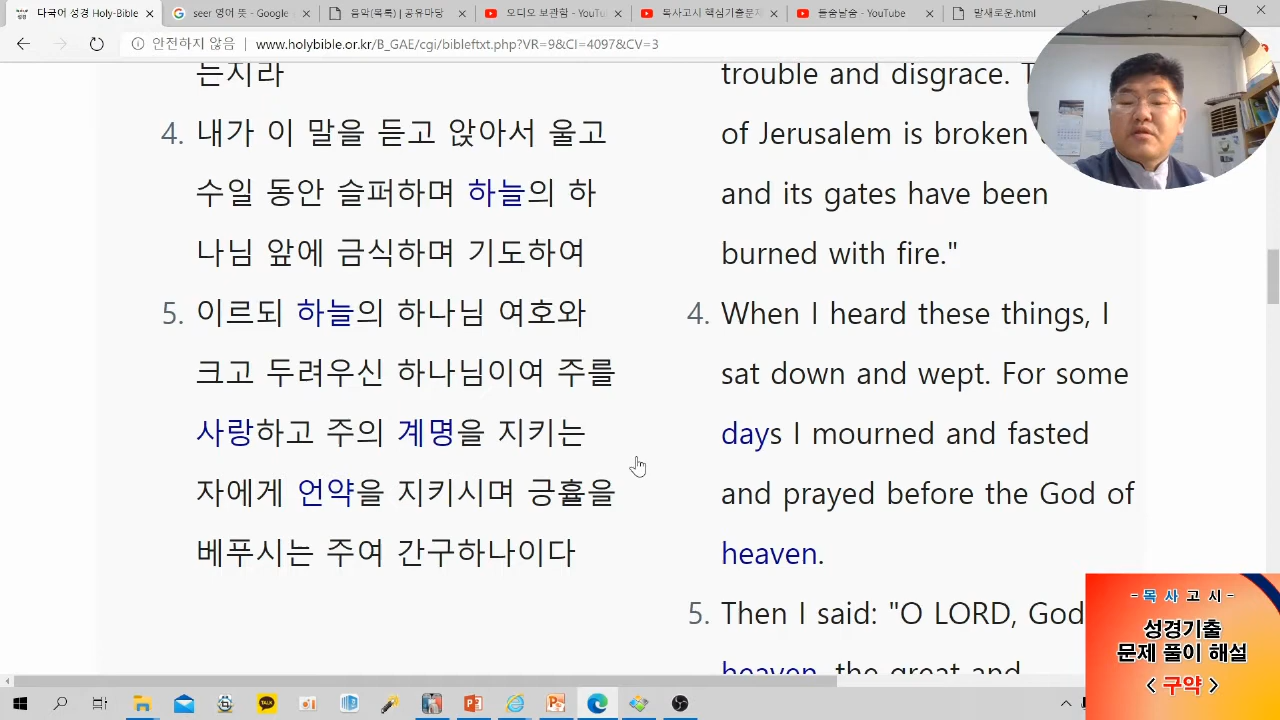 다국어 성경 Holy-Bible
seer 영어 뜻 - Google
음악(목록) | 공유마당
오디오 보관함 - YouTu
목사고시 핵심기출문제
들숨날숨 - YouTube
말새로운.html
안전하지 않음
www.holybible.or.kr/B_GAE/cgi/bibleftxt.php?VR=9&CI=4097&CV=3
는지라
4. 내가 이 말을 듣고 앉아서 울고
수일 동안 슬퍼하며 하늘의 하
나님 앞에 금식하며 기도하여
5. 이르되 하늘의 하나님 여호와
크고 두려우신 하나님이여 주를
사랑하고 주의 계명을 지키는
자에게 언약을 지키시며 긍휼을
베푸시는 주여 간구하나이다
trouble and disgrace.
of Jerusalem is broken
and its gates have been
burned with fire."
4. When I heard these things, I
sat down and wept. For some
days I mourned and fasted
and prayed before the God of
heaven.
5. Then I said: "O LORD, God
heaven, the great and
- 목 사 고 시 -
성경기출
문제 풀이 해설
< 구약 >
TALK